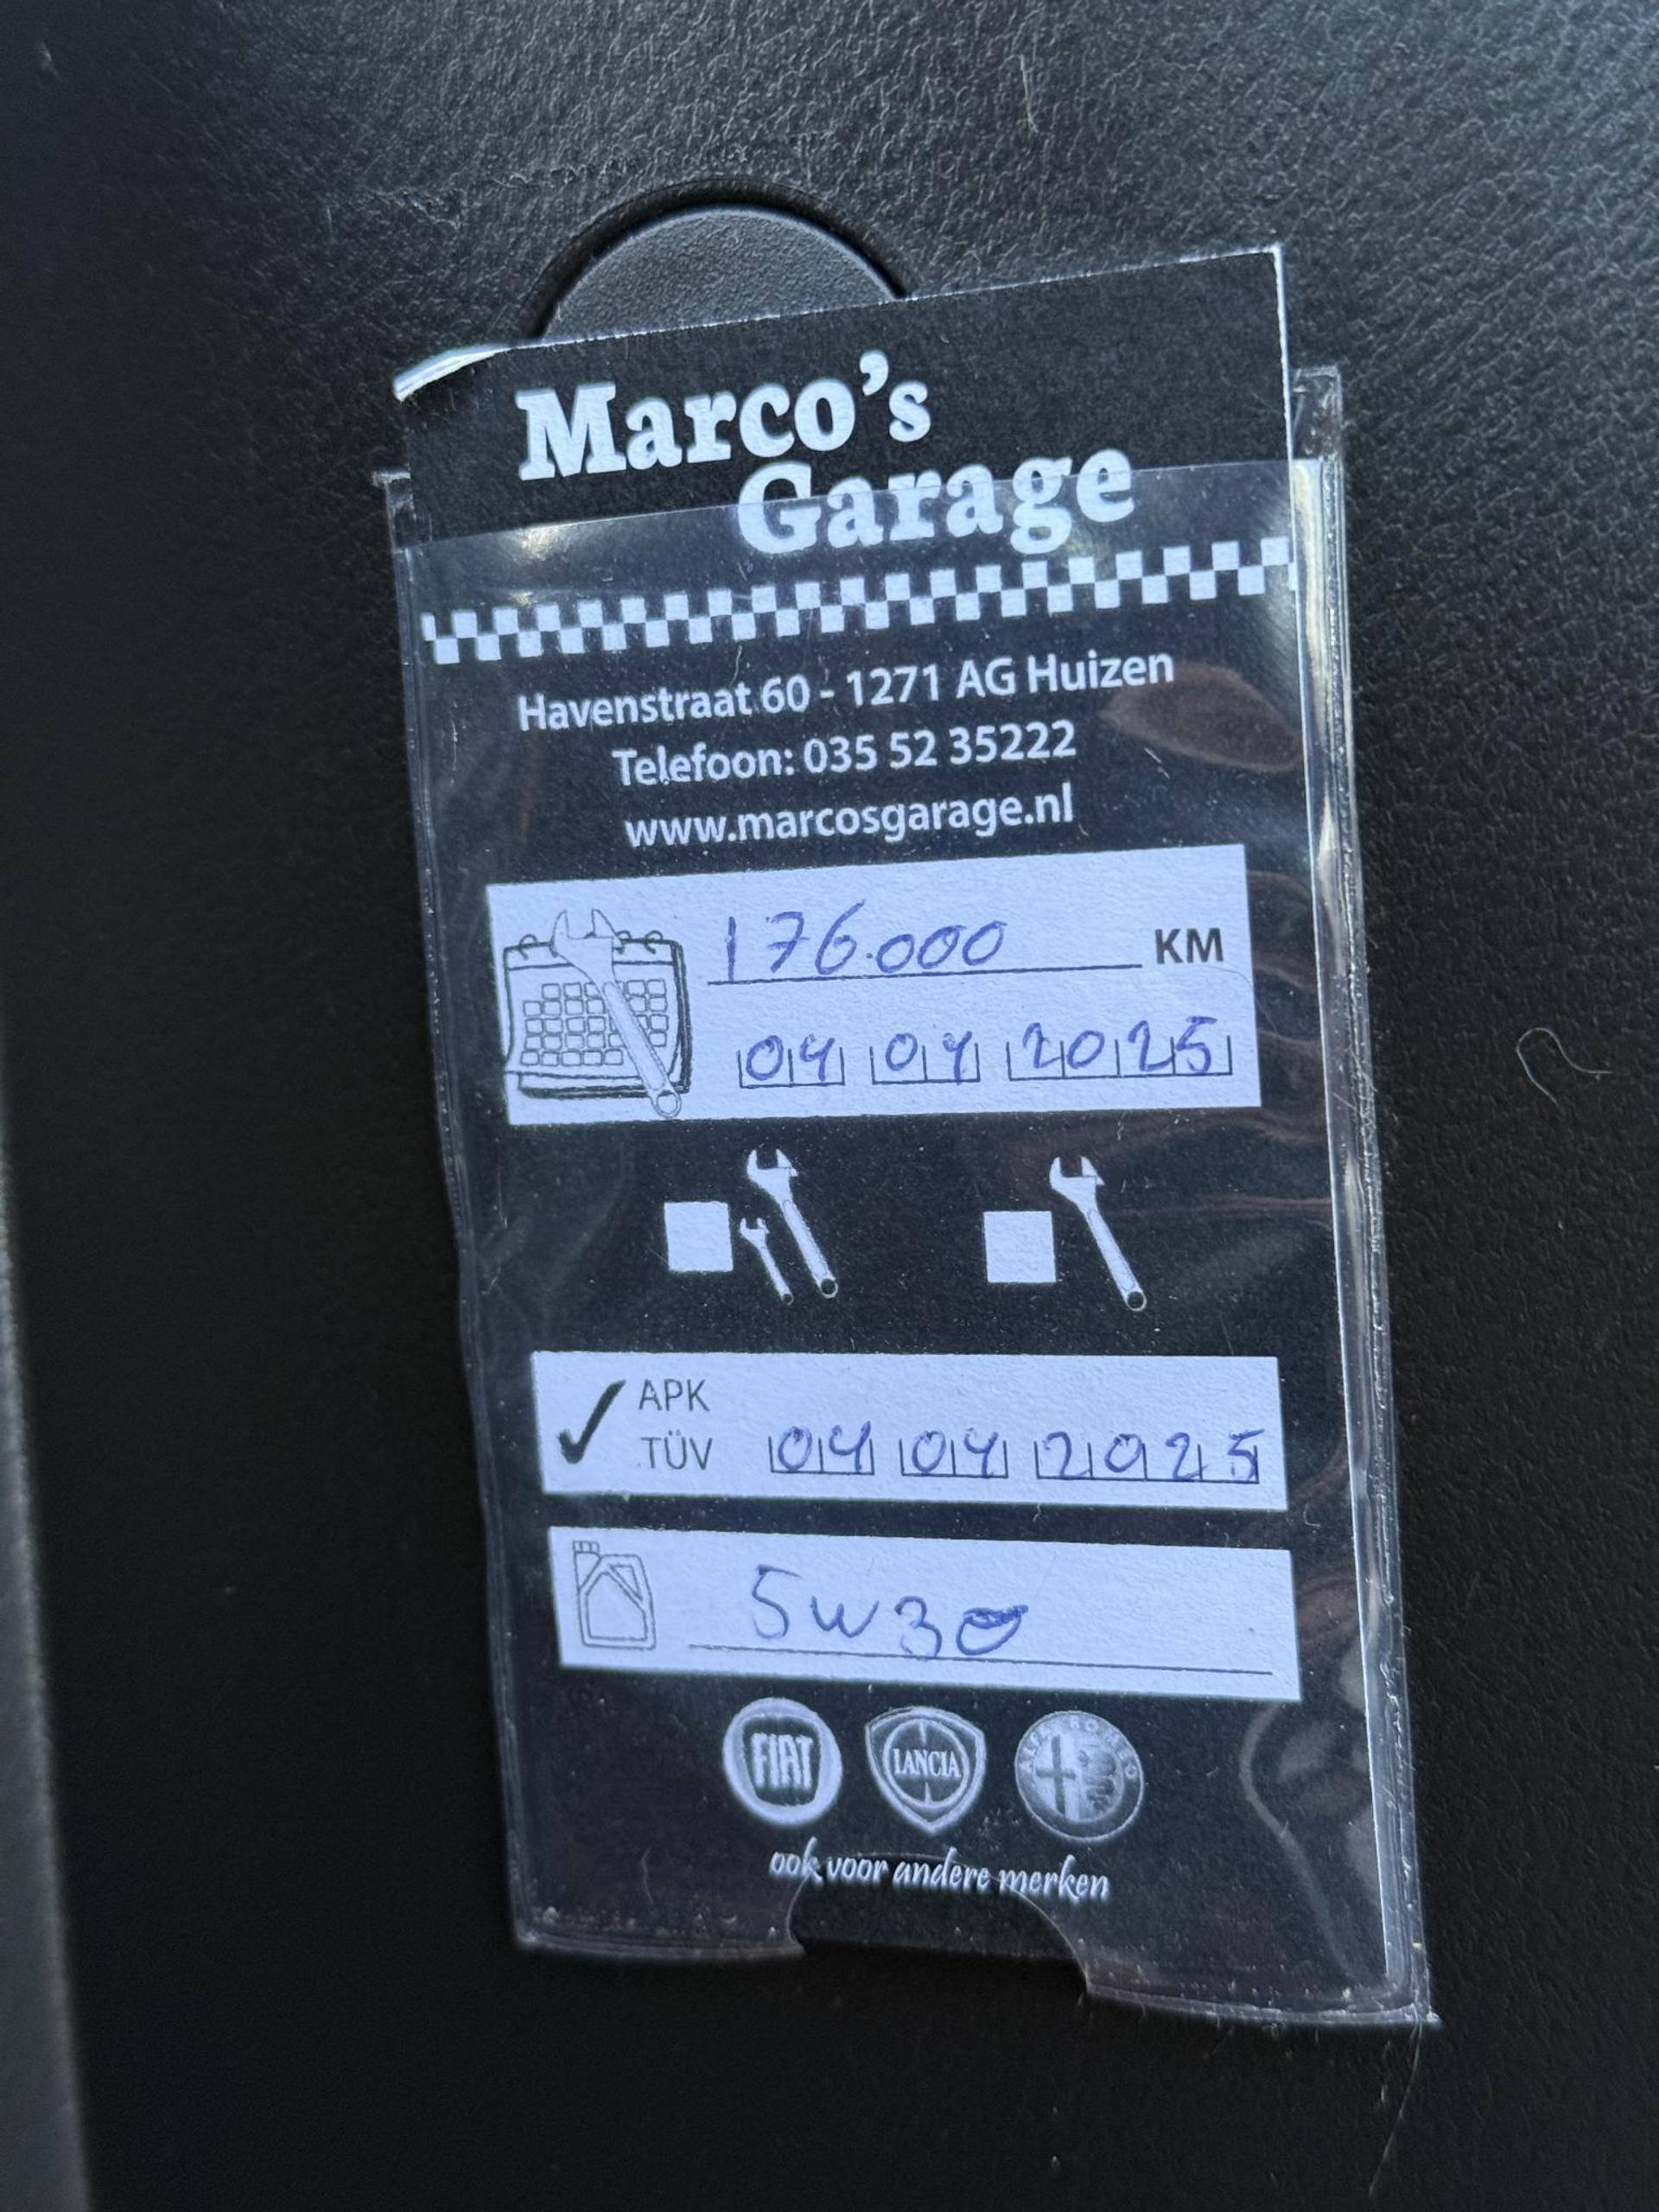 Marco's
Garage
Havenstraat 60 - 1271 AG Huizen
Telefoon: 035 52 35222
www.marcosgarage.nl
176.000 KM
04 04 2025
APK
TÜV 04 04 2025
5W30
FIAT LANCIA ALFA ROMEO
ook voor andere merken